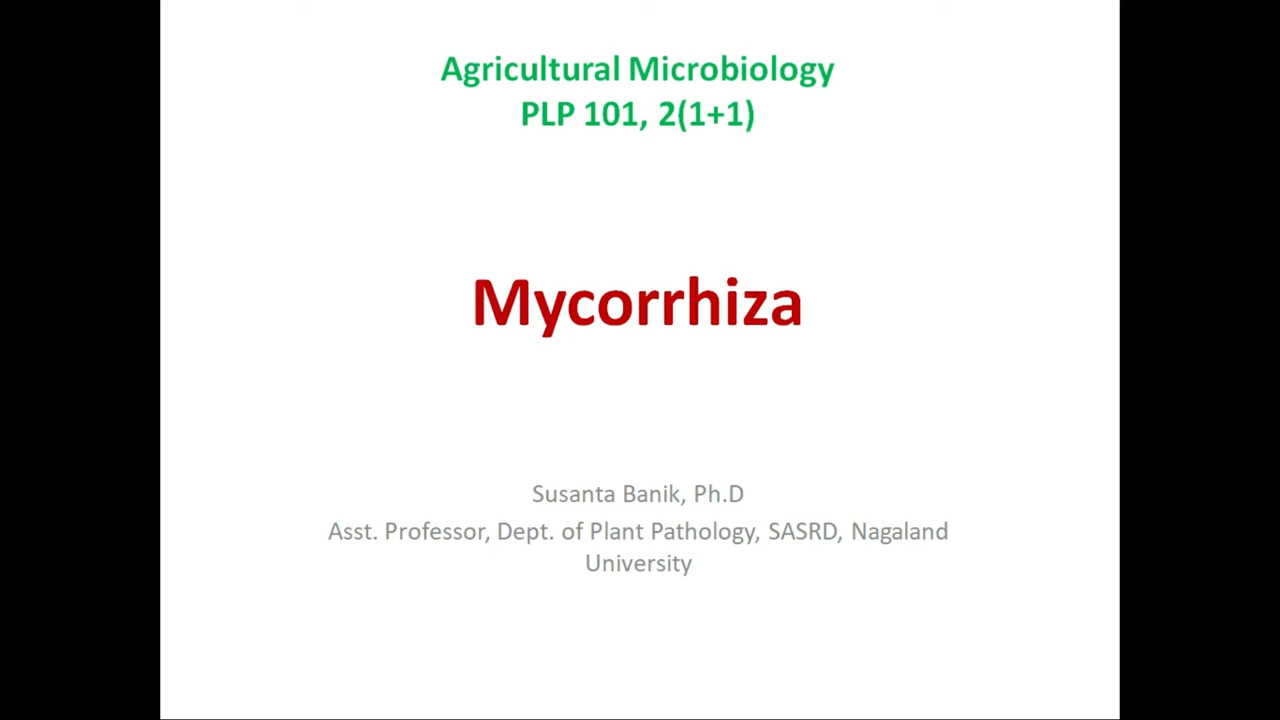 Agricultural Microbiology
PLP 101, 2(1+1)
Mycorrhiza
Susanta Banik, Ph.D
Asst. Professor, Dept. of Plant Pathology, SASRD, Nagaland
University